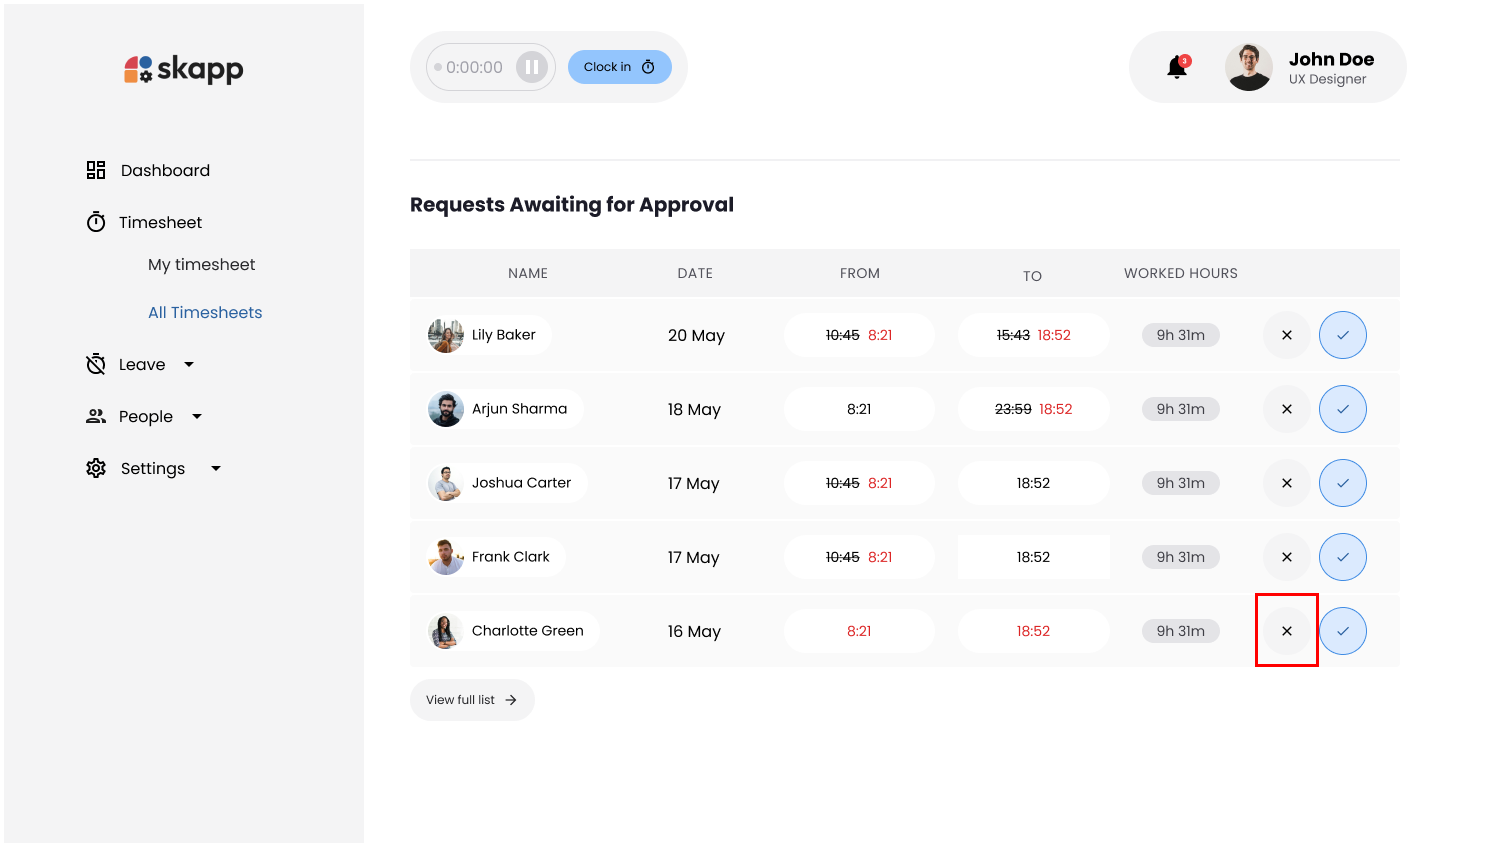 skapp
0:00:00
Clock in
3
John Doe
UX Designer
Dashboard
Timesheet
My timesheet
All Timesheets
Leave
People
Settings
Requests Awaiting for Approval
NAME DATE FROM TO WORKED HOURS
Lily Baker 20 May 10:45 8:21 15:43 18:52 9h 31m
Arjun Sharma 18 May 8:21 23:59 18:52 9h 31m
Joshua Carter 17 May 10:45 8:21 18:52 9h 31m
Frank Clark 17 May 10:45 8:21 18:52 9h 31m
Charlotte Green 16 May 8:21 18:52 9h 31m
View full list